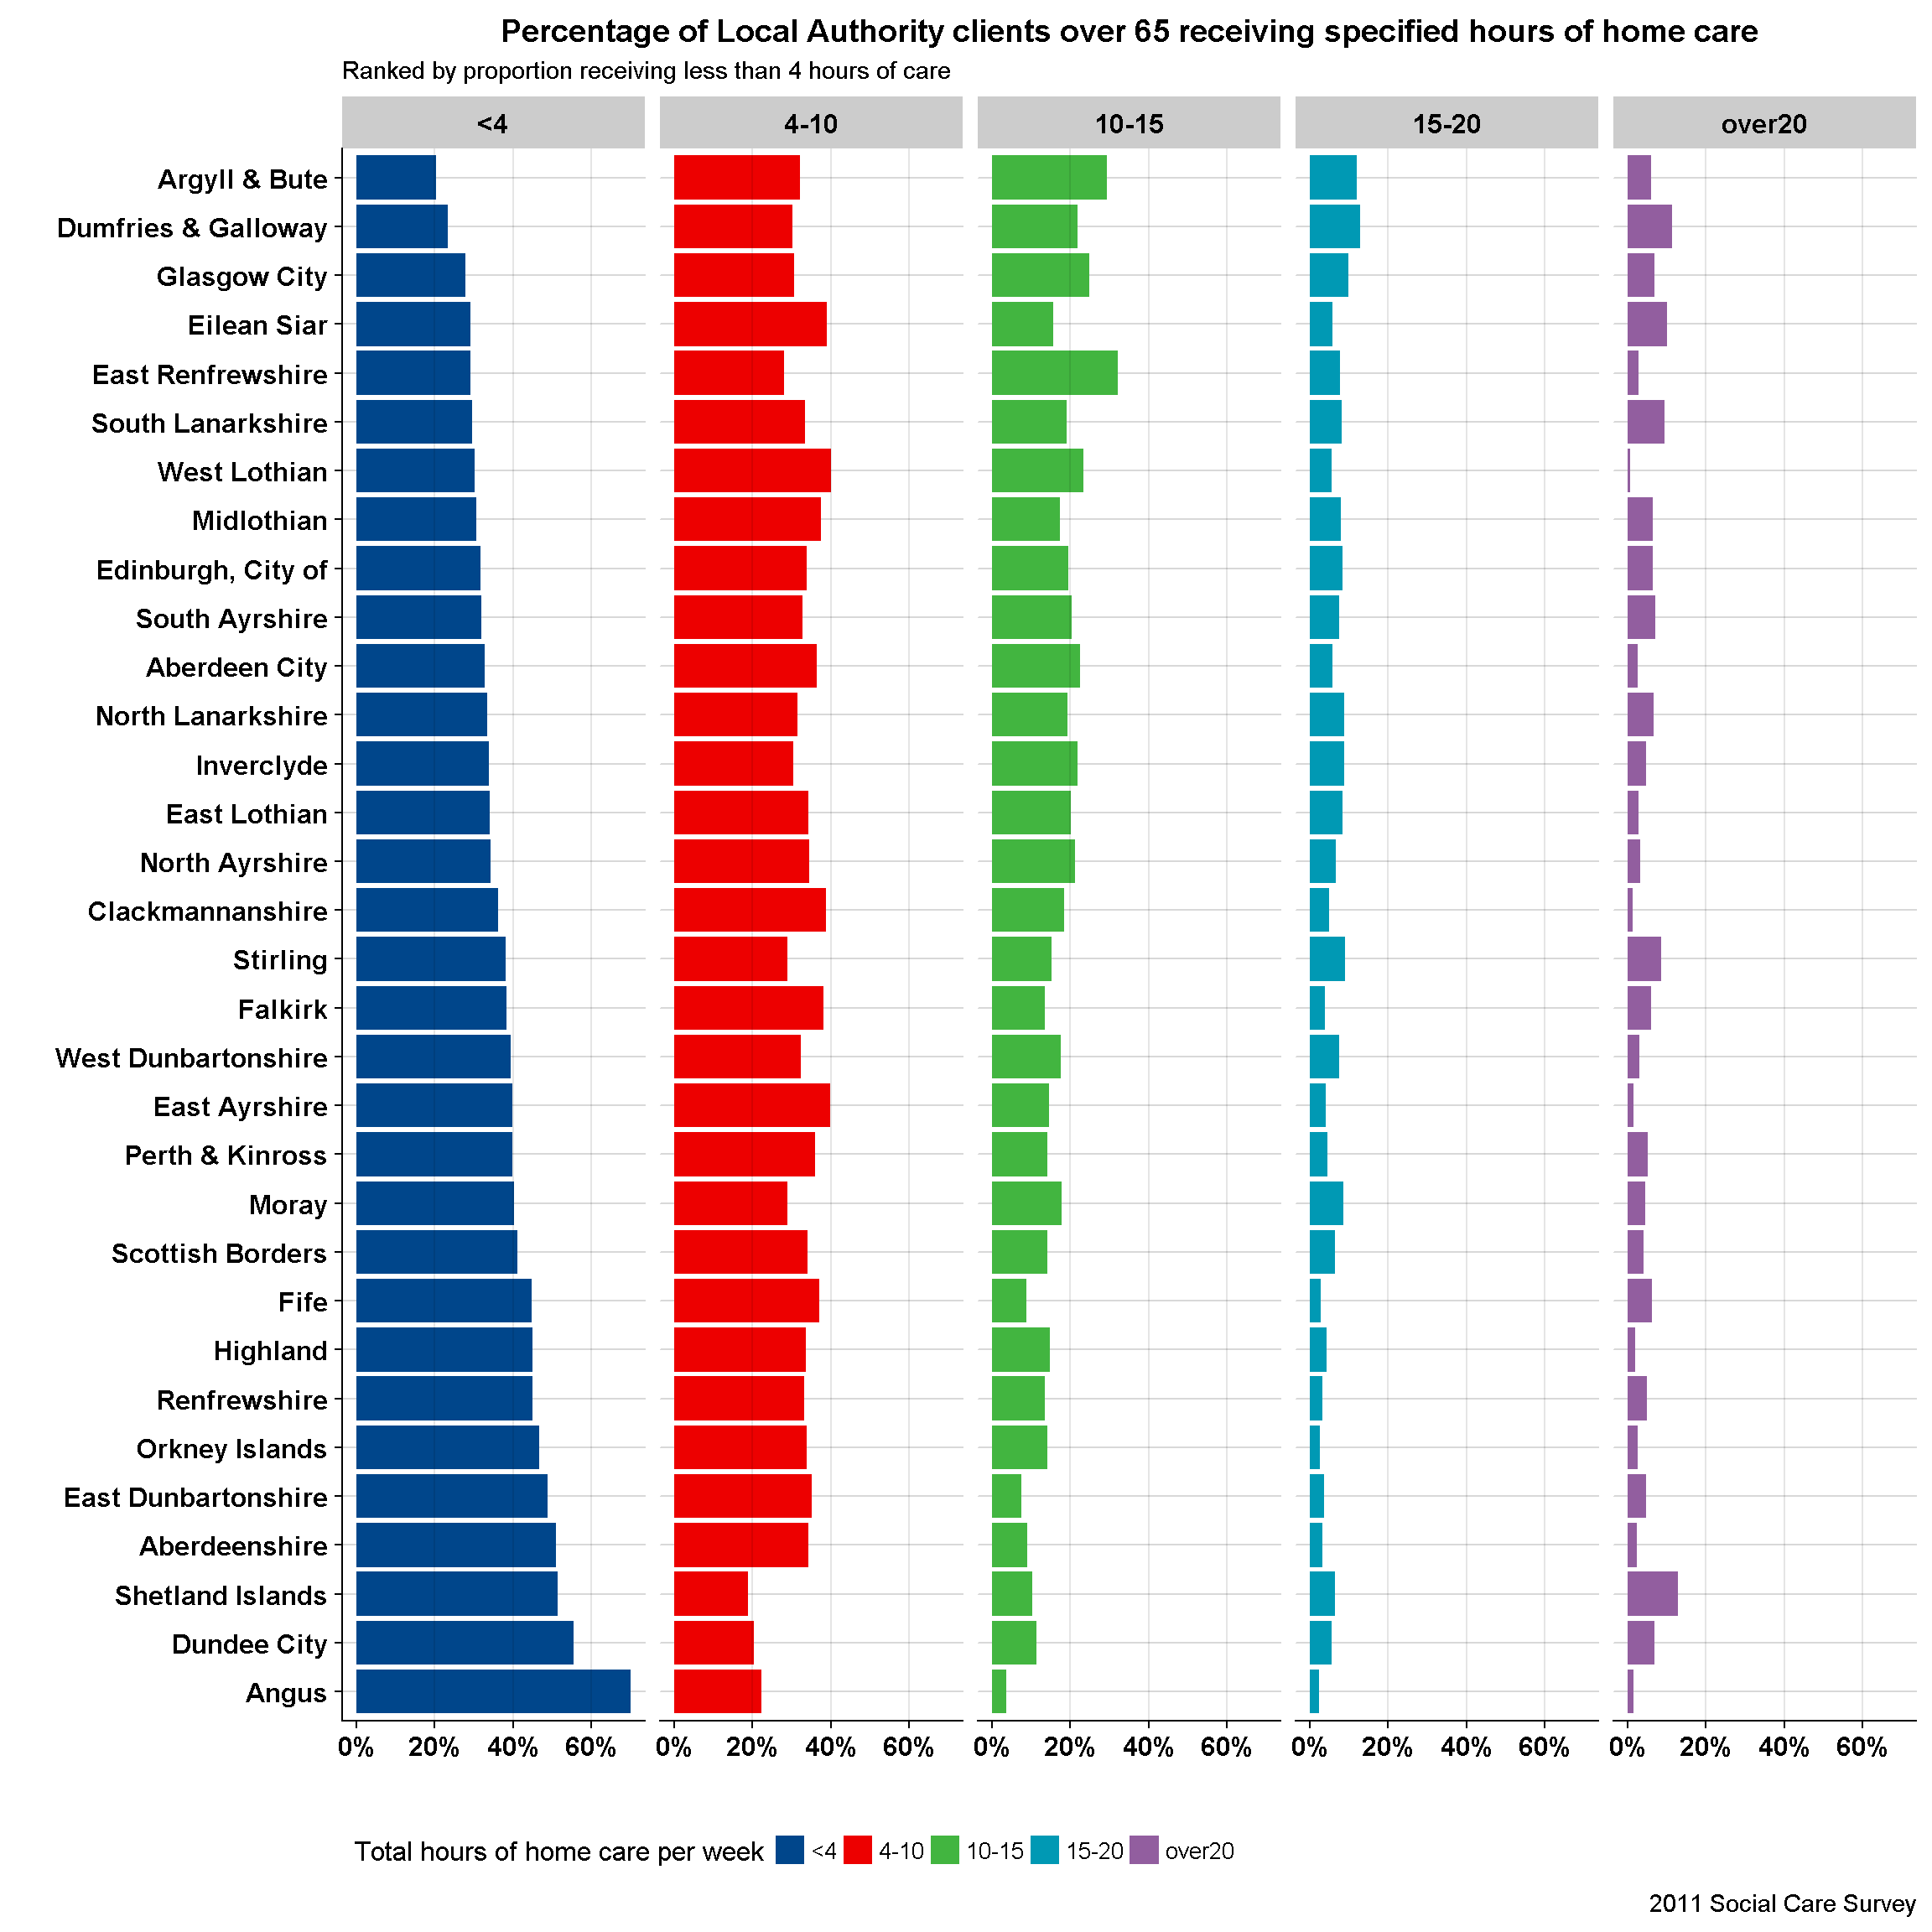 Percentage of Local Authority clients over 65 receiving specified hours of home care
Ranked by proportion receiving less than 4 hours of care
<4 4-10 10-15 15-20 over20
Argyll & Bute
Dumfries & Galloway
Glasgow City
Eilean Siar
East Renfrewshire
South Lanarkshire
West Lothian
Midlothian
Edinburgh, City of
South Ayrshire
Aberdeen City
North Lanarkshire
Inverclyde
East Lothian
North Ayrshire
Clackmannanshire
Stirling
Falkirk
West Dunbartonshire
East Ayrshire
Perth & Kinross
Moray
Scottish Borders
Fife
Highland
Renfrewshire
Orkney Islands
East Dunbartonshire
Aberdeenshire
Shetland Islands
Dundee City
Angus
0% 20% 40% 60% 0% 20% 40% 60% 0% 20% 40% 60% 0% 20% 40% 60% 0% 20% 40% 60%
Total hours of home care per week <4 4-10 10-15 15-20 over20
2011 Social Care Survey